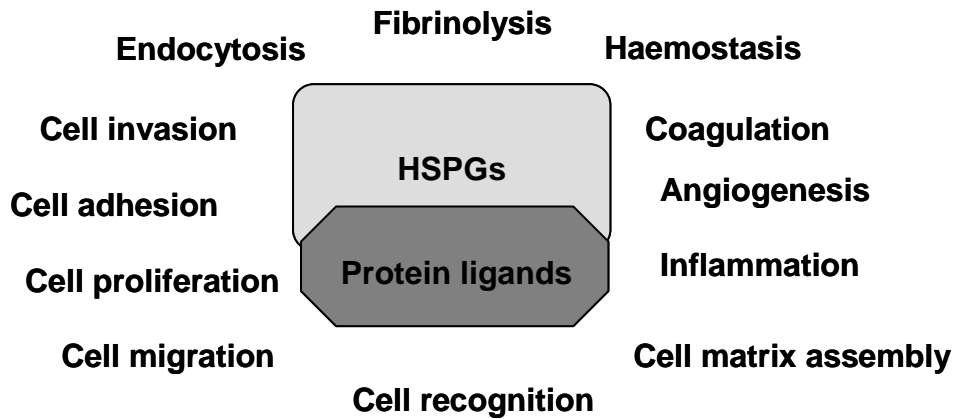 Fibrinolysis
Endocytosis
Haemostasis
Cell invasion
Coagulation
HSPGs
Angiogenesis
Cell adhesion
Inflammation
Protein ligands
Cell proliferation
Cell migration
Cell matrix assembly
Cell recognition